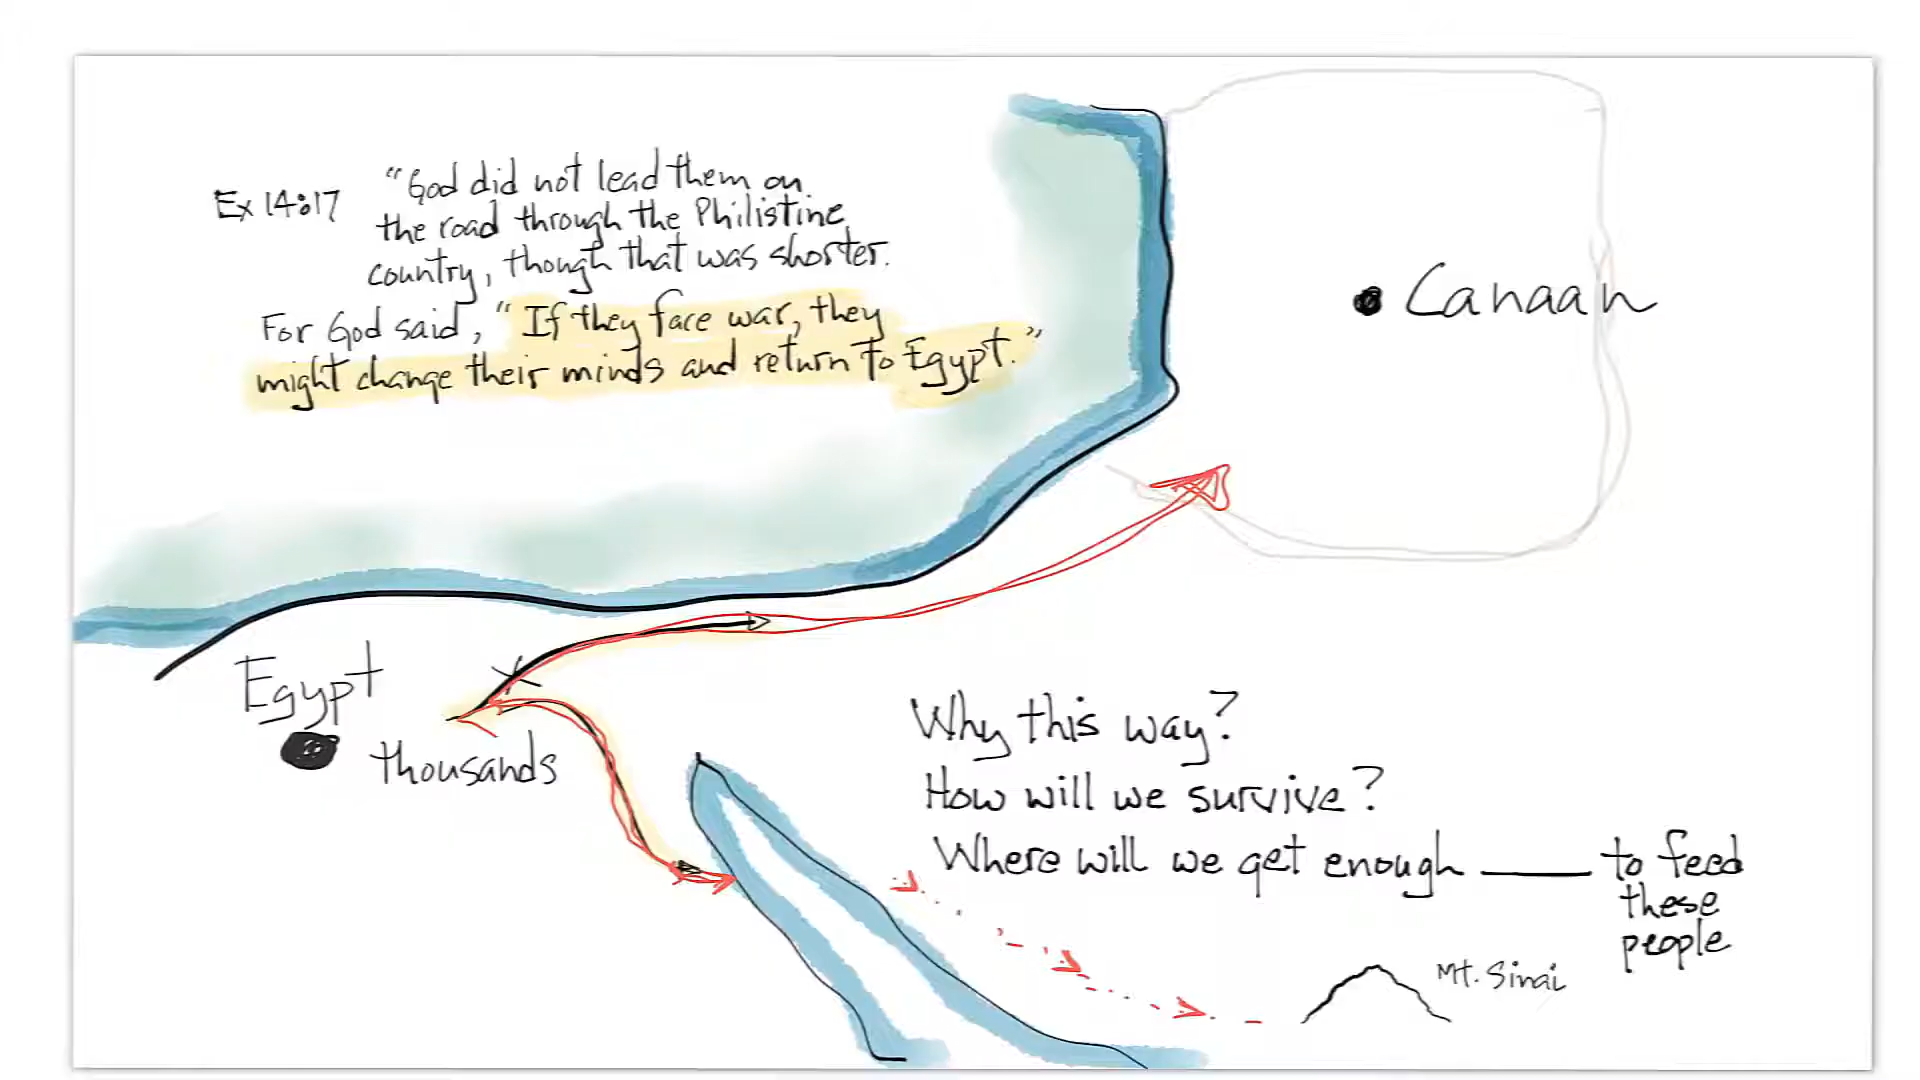 Ex 14:17
"God did not lead them on
the road through the Philistine
country, though that was shorter.
For God said, "If they face war, they
might change their minds and return to Egypt."
Canaan
Egypt
thousands
Why this way?
How will we survive?
Where will we get enough ____ to feed
these
people
Mt. Sinai